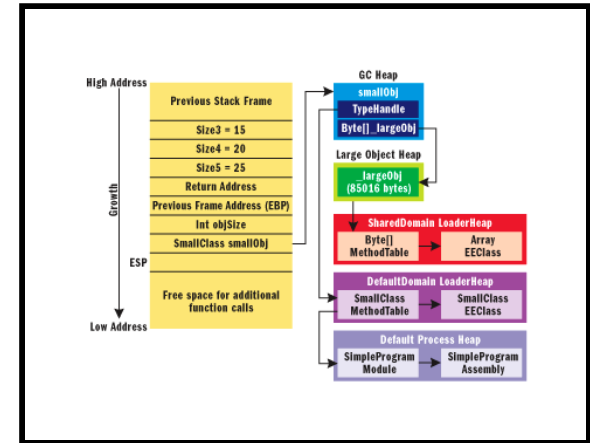 High Address
Previous Stack Frame
Size3 = 15
Size4 = 20
Size5 = 25
Return Address
Previous Frame Address (EBP)
Int objSize
SmallClass smallObj
ESP
Free space for additional
function calls
Growth
Low Address
GC Heap
smallObj
TypeHandle
Byte[]_largeObj
Large Object Heap
_largeObj
(85016 bytes)
SharedDomain LoaderHeap
Byte[]
MethodTable
Array
EEClass
DefaultDomain LoaderHeap
SmallClass
MethodTable
SmallClass
EEClass
Default Process Heap
SimpleProgram
Module
SimpleProgram
Assembly